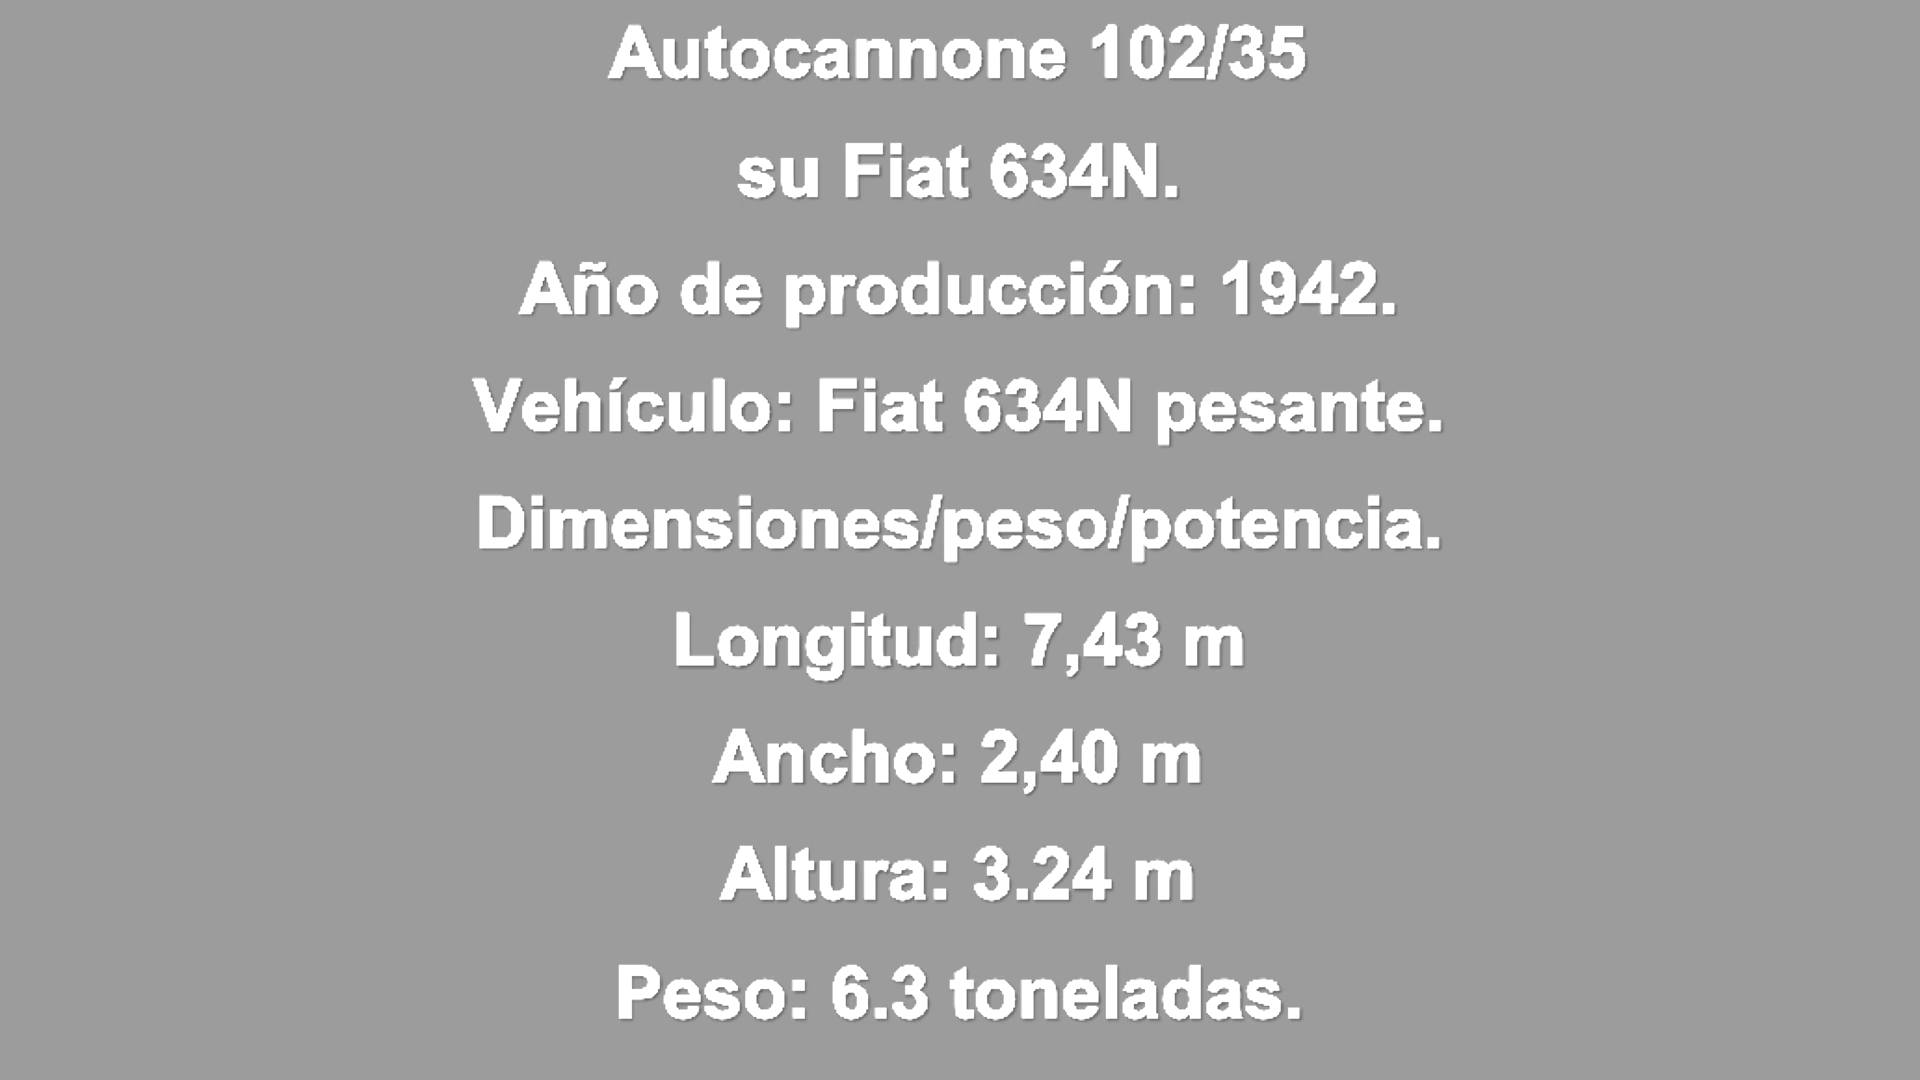 Autocannone 102/35
su Fiat 634N.
Año de producción: 1942.
Vehículo: Fiat 634N pesante.
Dimensiones/peso/potencia.
Longitud: 7,43 m
Ancho: 2,40 m
Altura: 3.24 m
Peso: 6.3 toneladas.